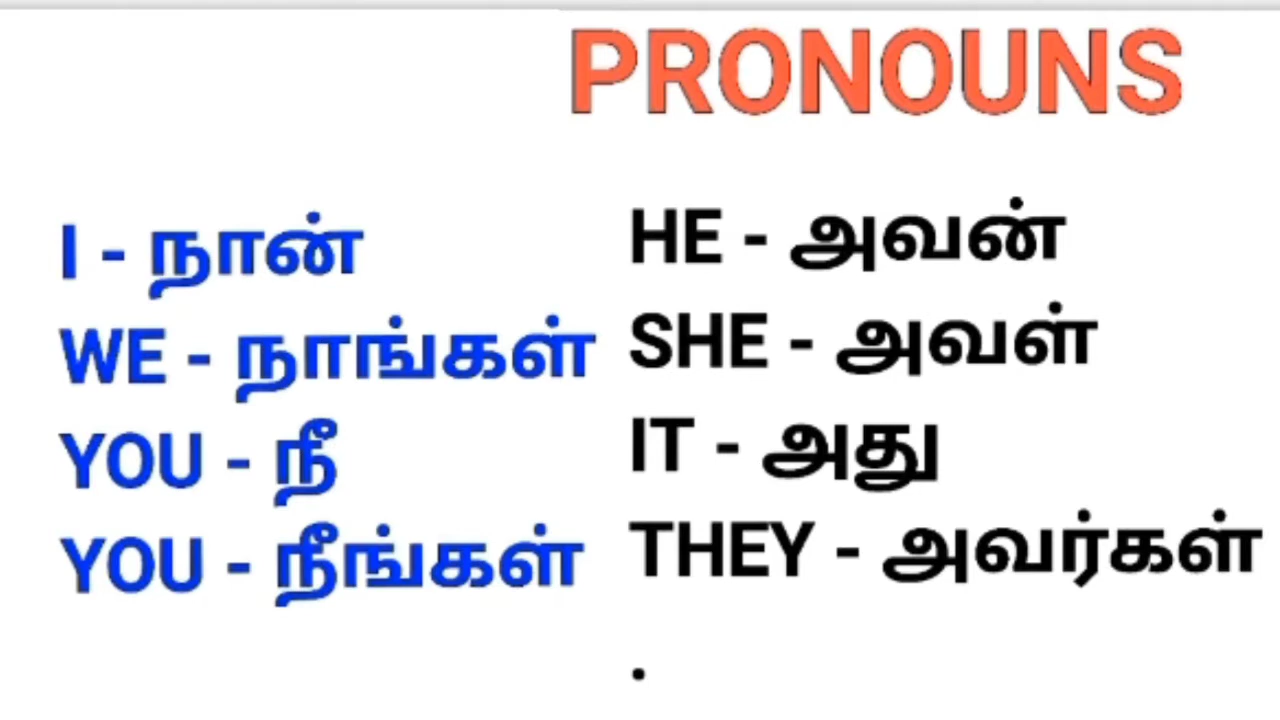 PRONOUNS
I - நான்
WE - நாங்கள்
YOU - நீ
YOU - நீங்கள்
HE - அவன்
SHE - அவள்
IT - அது
THEY - அவர்கள்
.